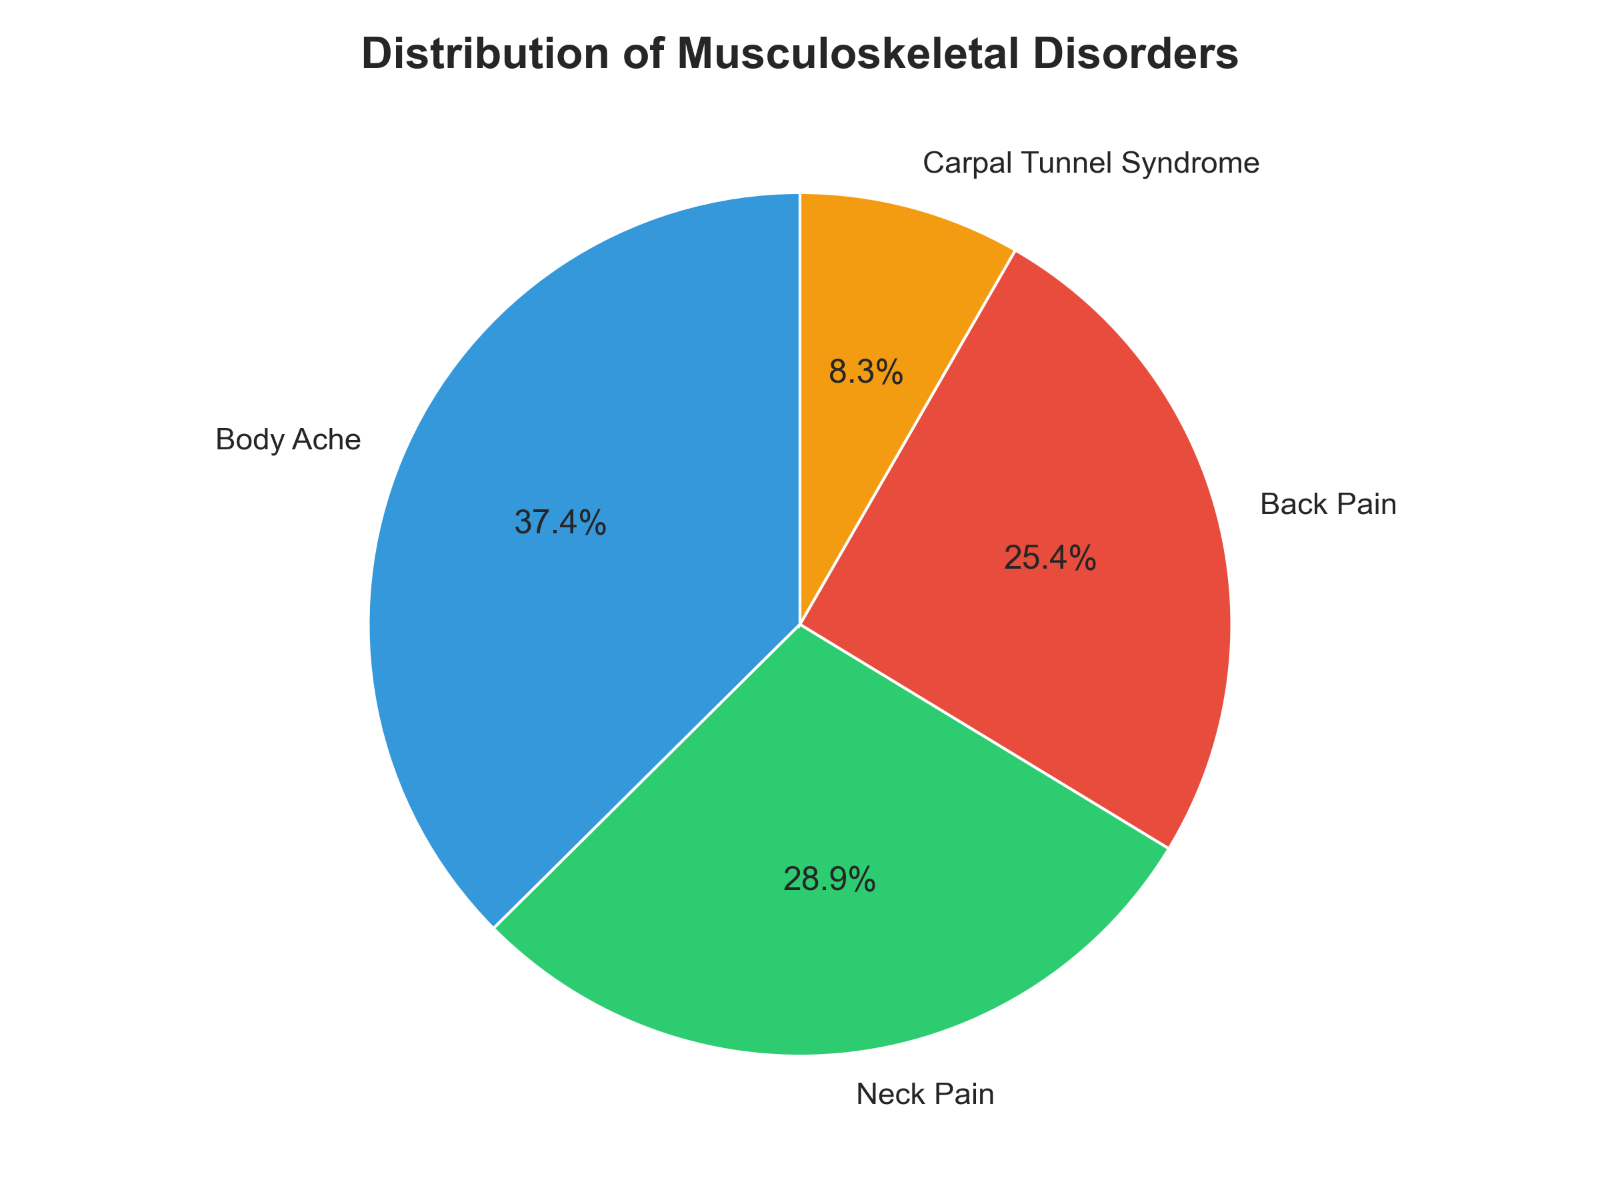 Distribution of Musculoskeletal Disorders
Carpal Tunnel Syndrome
8.3%
Body Ache
37.4%
Back Pain
25.4%
28.9%
Neck Pain